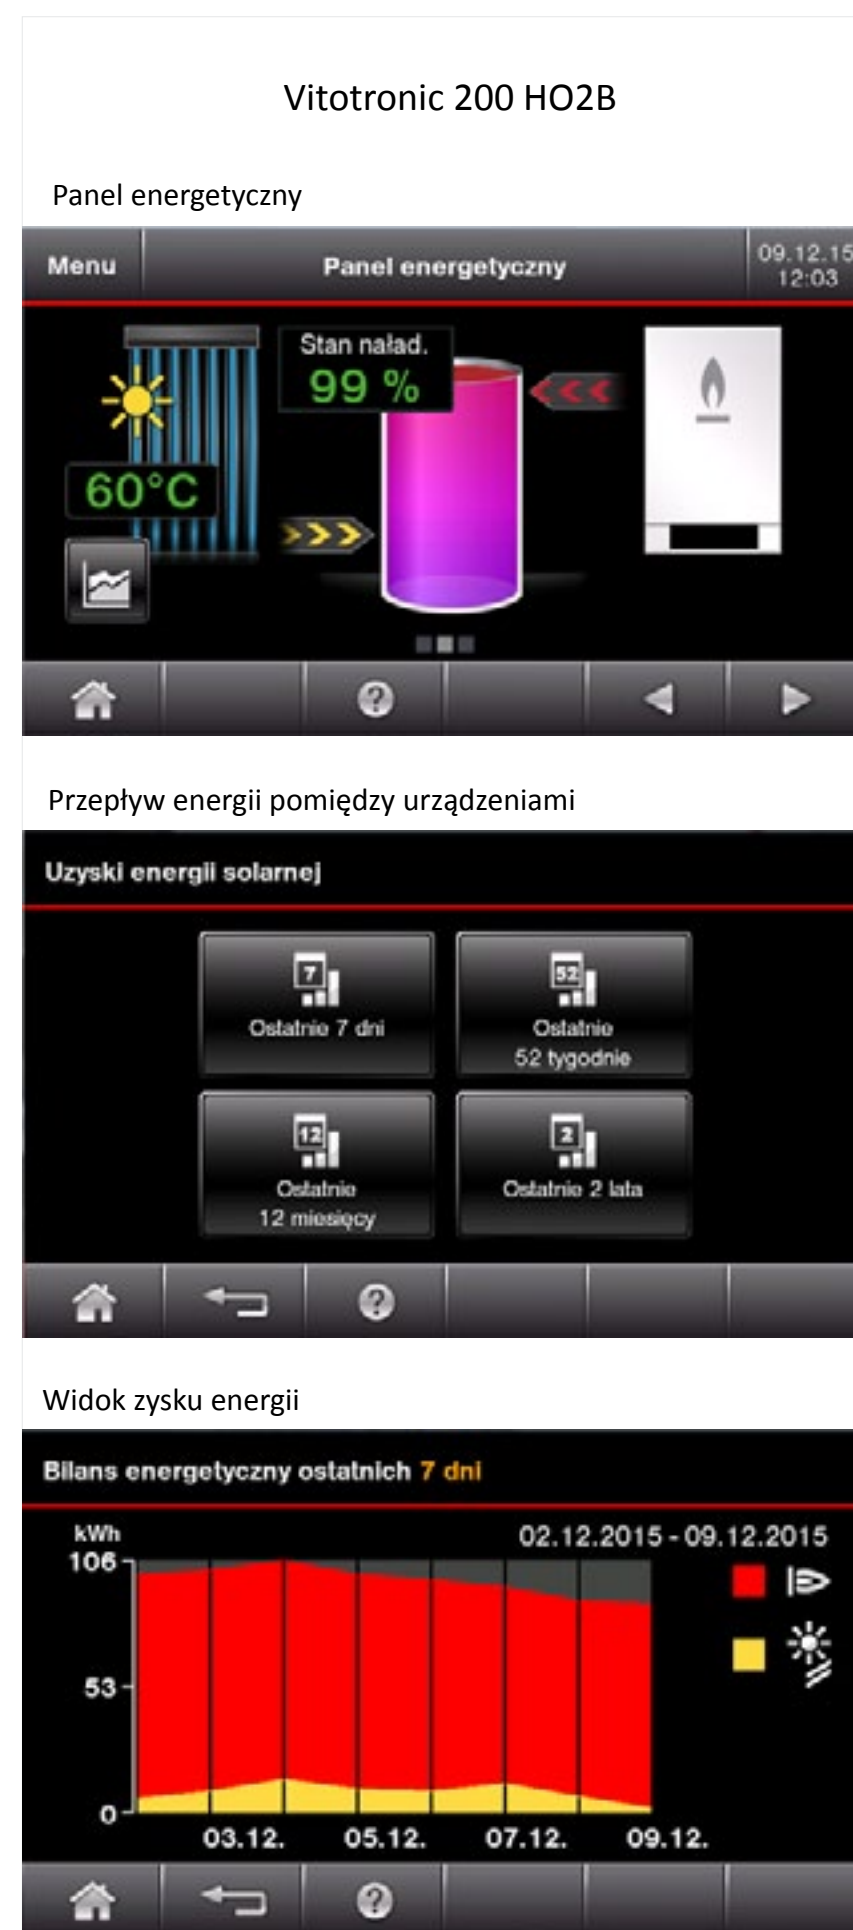 Vitotronic 200 HO2B
Panel energetyczny
Menu
Panel energetyczny
09.12.15
12:03
Stan nalad.
99 %
60°C
?
Przepływ energii pomiędzy urządzeniami
Uzyski energii solarnej
7
Ostatnie 7 dni
52
Ostatnie
52 tygodnie
12
Ostatnie
12 miesięcy
2
Ostatnie 2 lata
?
Widok zysku energii
Bilans energetyczny ostatnich 7 dni
kWh
02.12.2015 - 09.12.2015
106
53
0
03.12. 05.12. 07.12. 09.12.
?